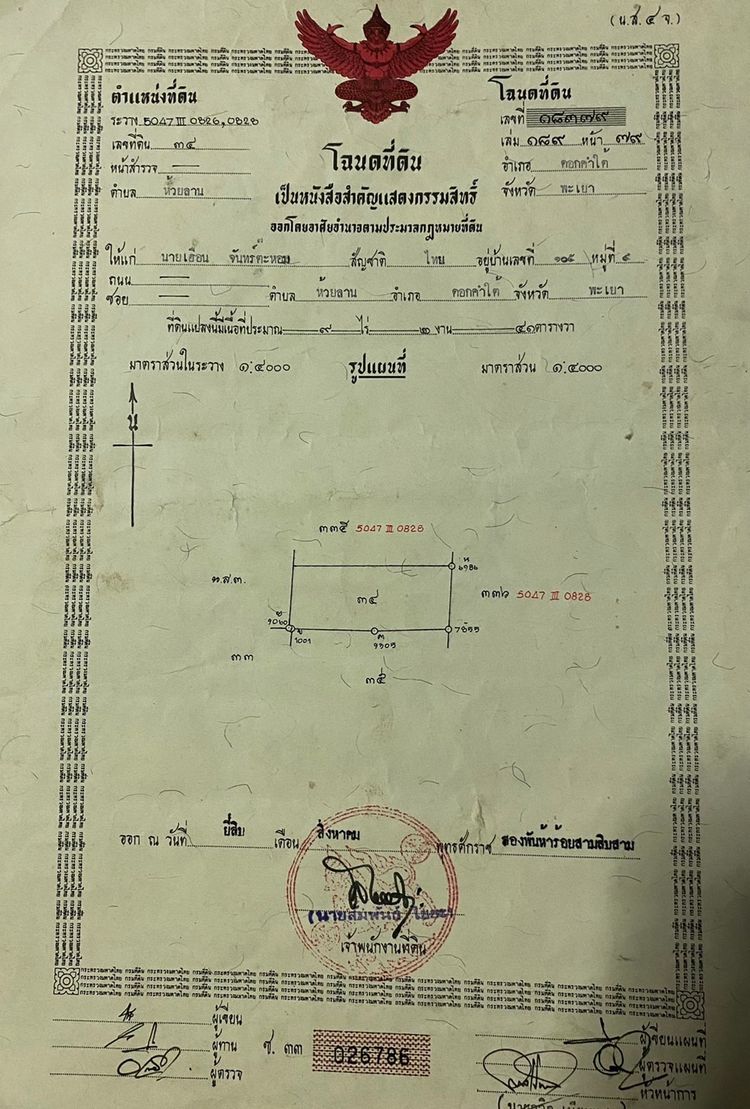 (น.ส. ๔ จ.)
ตำแหน่งที่ดิน
ระวาง 5047 III 0826, 0828
เลขที่ดิน ๓๔
หน้าสำรวจ —
ตำบล ห้วยลาน
โฉนดที่ดิน
เลขที่ ๑๘๓๗๙
เล่ม ๑๘๙ หน้า ๗๙
อำเภอ ดอกคำใต้
จังหวัด พะเยา
โฉนดที่ดิน
เป็นหนังสือสำคัญแสดงกรรมสิทธิ์
ออกโดยอาศัยอำนาจตามประมวลกฎหมายที่ดิน
ให้แก่ นายเฮือน จันทร์ต๊ะหอม สัญชาติ ไทย อยู่บ้านเลขที่ ๑๐๕ หมู่ที่ ๙
ถนน —
ซอย — ตำบล ห้วยลาน อำเภอ ดอกคำใต้ จังหวัด พะเยา
ที่ดินแปลงนี้มีเนื้อที่ประมาณ ๙ ไร่ ๒ งาน ๔๑ ตารางวา
มาตราส่วนในระวาง ๑:๔๐๐๐ รูปแผนที่ มาตราส่วน ๑:๔๐๐๐
น
๓๓๕ 5047 III 0828
น.ส.๓.
๓๔
๓๓๖ 5047 III 0828
7855
๓๓
๓๕
ออก ณ วันที่ ยี่สิบ เดือน สิงหาคม พุทธศักราช สองพันห้าร้อยสามสิบสาม
(นายสมพันธ์
เจ้าพนักงานที่ดิน
ผู้เขียน
ผู้ทาน
ผู้ตรวจ
ซ. ๓๓
026786
ผู้เขียนแผนที่
ผู้ตรวจแผนที่
หัวหน้าการ